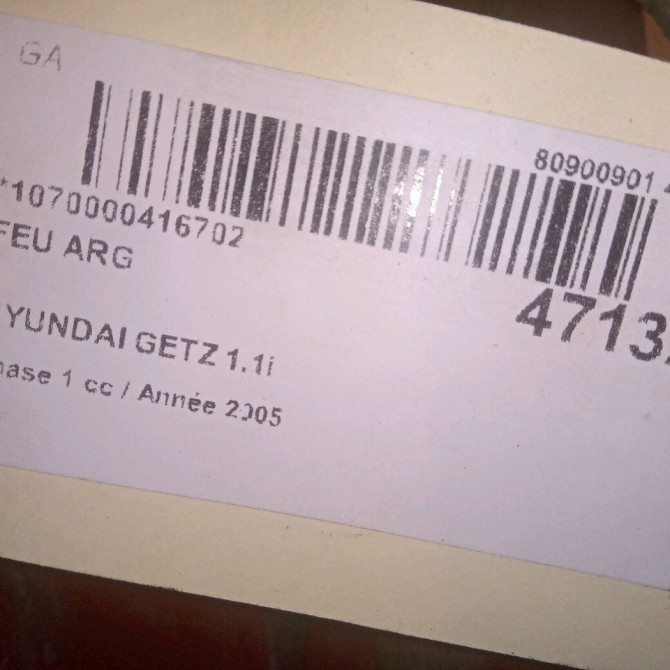 GA
80900901
*1070000416702
FEU ARG
4713
YUNDAI GETZ 1.1i
hase 1 cc / Année 2005